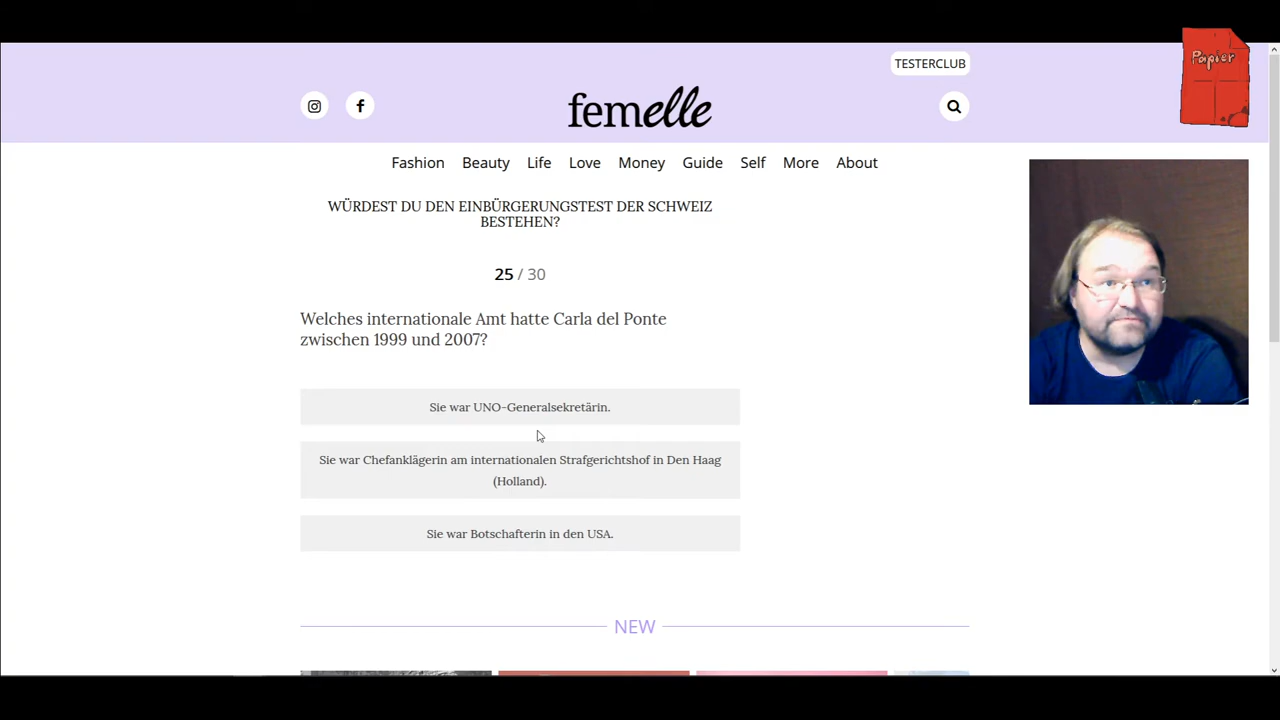 Papier
TESTERCLUB
femelle
Fashion Beauty Life Love Money Guide Self More About
WÜRDEST DU DEN EINBÜRGERUNGSTEST DER SCHWEIZ
BESTEHEN?
25 / 30
Welches internationale Amt hatte Carla del Ponte
zwischen 1999 und 2007?
Sie war UNO-Generalsekretärin.
Sie war Chefanklägerin am internationalen Strafgerichtshof in Den Haag
(Holland).
Sie war Botschafterin in den USA.
NEW